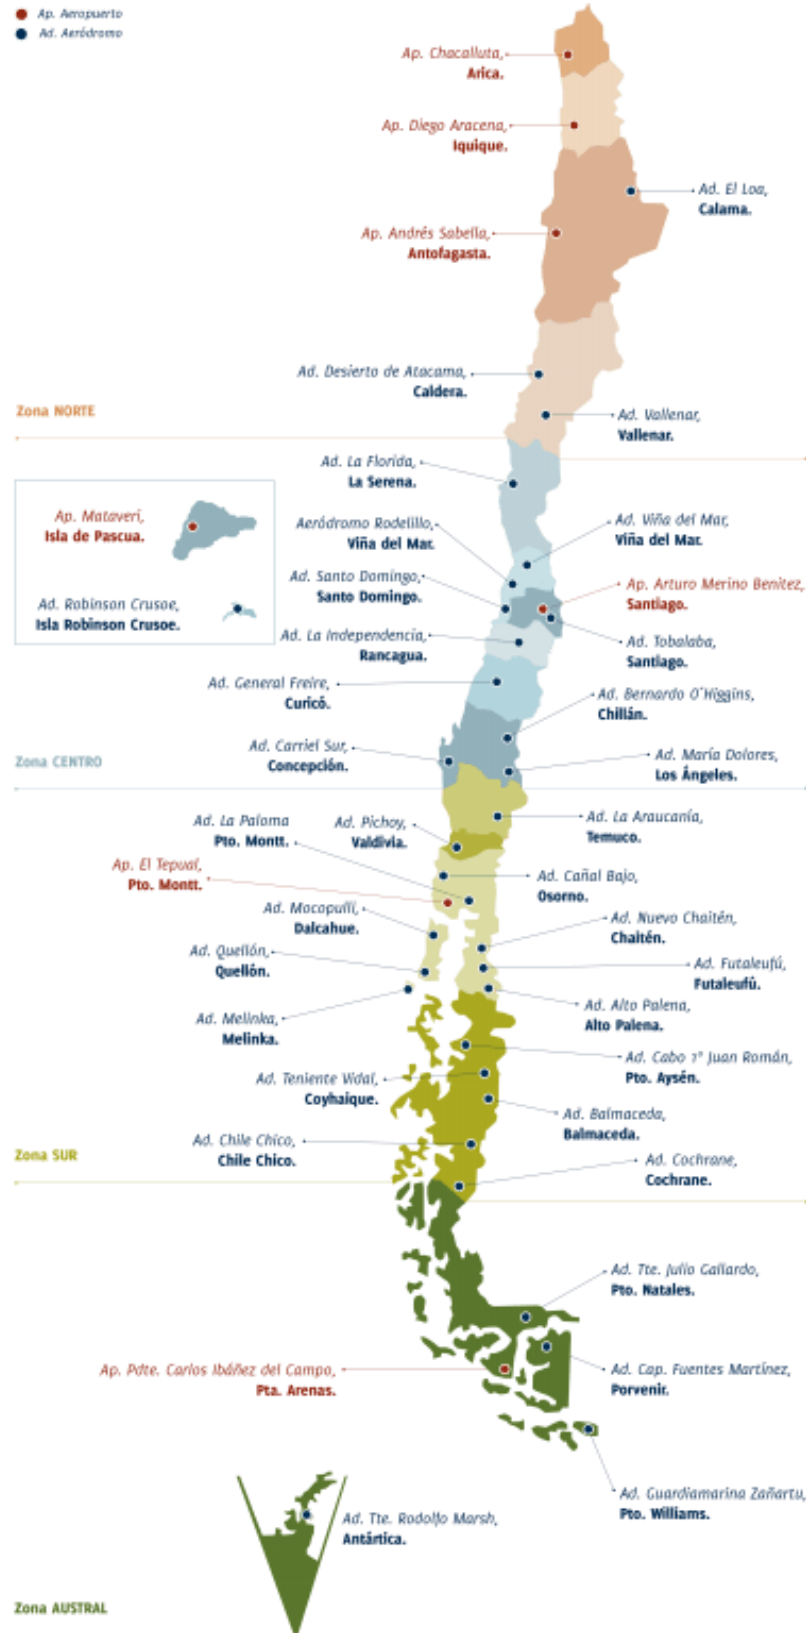 Ap. Aeropuerto
Ad. Aeródromo
Ap. Chacalluta,
Arica.
Ap. Diego Aracena,
Iquique.
Ad. El Loa,
Calama.
Ap. Andrés Sabella,
Antofagasta.
Ad. Desierto de Atacama,
Caldera.
Zona NORTE
Ad. Vallenar,
Vallenar.
Ad. La Florida,
La Serena.
Ap. Mataveri,
Isla de Pascua.
Aeródromo Rodelillo,
Viña del Mar.
Ad. Viña del Mar,
Viña del Mar.
Ad. Santo Domingo,
Santo Domingo.
Ap. Arturo Merino Benitez,
Santiago.
Ad. Robinson Crusoe,
Isla Robinson Crusoe.
Ad. La Independencia,
Rancagua.
Ad. Tobalaba,
Santiago.
Ad. General Freire,
Curicó.
Ad. Bernardo O´Higgins,
Chillán.
Ad. Carriel Sur,
Concepción.
Ad. María Dolores,
Los Ángeles.
Zona CENTRO
Ad. La Paloma
Pto. Montt.
Ad. Pichoy,
Valdivia.
Ad. La Araucanía,
Temuco.
Ap. El Tepual,
Pto. Montt.
Ad. Cañal Bajo,
Osorno.
Ad. Mocopulli,
Dalcahue.
Ad. Nuevo Chaitén,
Chaitén.
Ad. Quellón,
Quellón.
Ad. Futaleufú,
Futaleufú.
Ad. Melinka,
Melinka.
Ad. Alto Palena,
Alto Palena.
Ad. Cabo 1° Juan Román,
Pto. Aysén.
Ad. Teniente Vidal,
Coyhaique.
Ad. Balmaceda,
Balmaceda.
Ad. Chile Chico,
Chile Chico.
Zona SUR
Ad. Cochrane,
Cochrane.
Ad. Tte. Julio Gallardo,
Pto. Natales.
Ap. Pdte. Carlos Ibáñez del Campo,
Pta. Arenas.
Ad. Cap. Fuentes Martínez,
Porvenir.
Ad. Guardiamarina Zañartu,
Pto. Williams.
Ad. Tte. Rodolfo Marsh,
Antártica.
Zona AUSTRAL